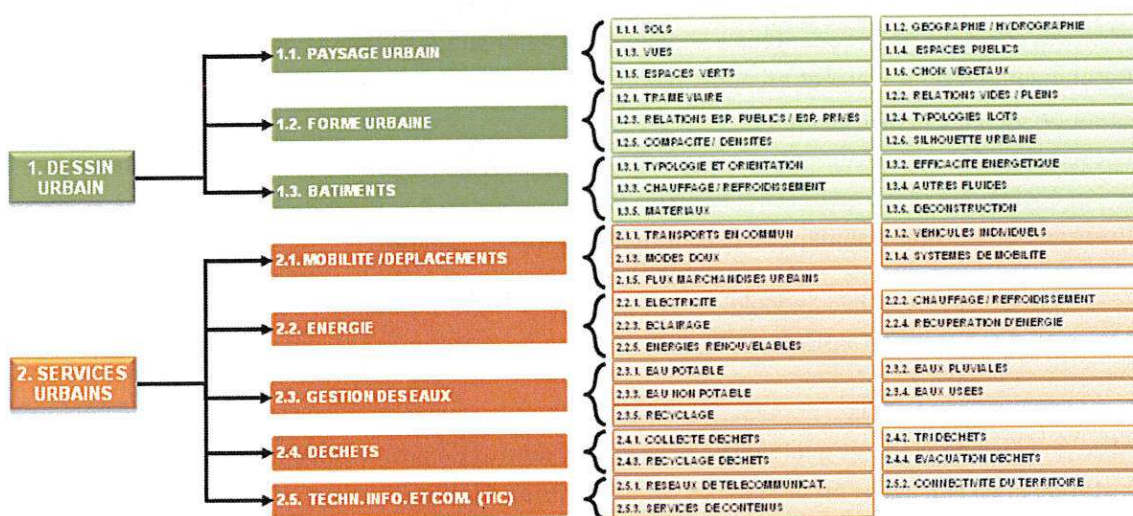 1. DESSIN
URBAIN
1.1. PAYSAGE URBAIN
1.1.1. SOLS
1.1.2. GEOGRAPHIE / HYDROGRAPHIE
1.1.3. VUES
1.1.4. ESPACES PUBLICS
1.1.5. ESPACES VERTS
1.1.6. CHOIX VEGETAUX
1.2. FORME URBAINE
1.2.1. TRAME VIAIRE
1.2.2. RELATIONS VIDES / PLEINS
1.2.3. RELATIONS ESP. PUBLICS / ESP. PRIVES
1.2.4. TYPOLOGIES ILOTS
1.2.5. COMPACITE / DENSITES
1.2.6. SILHOUETTE URBAINE
1.3. BATIMENTS
1.3.1. TYPOLOGIE ET ORIENTATION
1.3.2. EFFICACITE ENERGETIQUE
1.3.3. CHAUFFAGE / REFROIDISSEMENT
1.3.4. AUTRES FLUIDES
1.3.5. MATERIAUX
1.3.6. DECONSTRUCTION
2. SERVICES
URBAINS
2.1. MOBILITE / DEPLACEMENTS
2.1.1. TRANSPORTS EN COMMUN
2.1.2. VEHICULES INDIVIDUELS
2.1.3. MODES DOUX
2.1.4. SYSTEMES DE MOBILITE
2.1.5. FLUX MARCHANDISES URBAINS
2.2. ENERGIE
2.2.1. ELECTRICITE
2.2.2. CHAUFFAGE / REFROIDISSEMENT
2.2.3. ECLAIRAGE
2.2.4. RECUPERATION D'ENERGIE
2.2.5. ENERGIES RENOUVELABLES
2.3. GESTION DES EAUX
2.3.1. EAU POTABLE
2.3.2. EAUX PLUVIALES
2.3.3. EAU NON POTABLE
2.3.4. EAUX USEES
2.3.5. RECYCLAGE
2.4. DECHETS
2.4.1. COLLECTE DECHETS
2.4.2. TRI DECHETS
2.4.3. RECYCLAGE DECHETS
2.4.4. EVACUATION DECHETS
2.5. TECHN. INFO. ET COM. (TIC)
2.5.1. RESEAUX DE TELECOMMUNICAT.
2.5.2. CONNECTIVITE DU TERRITOIRE
2.5.3. SERVICES DE CONTENUS